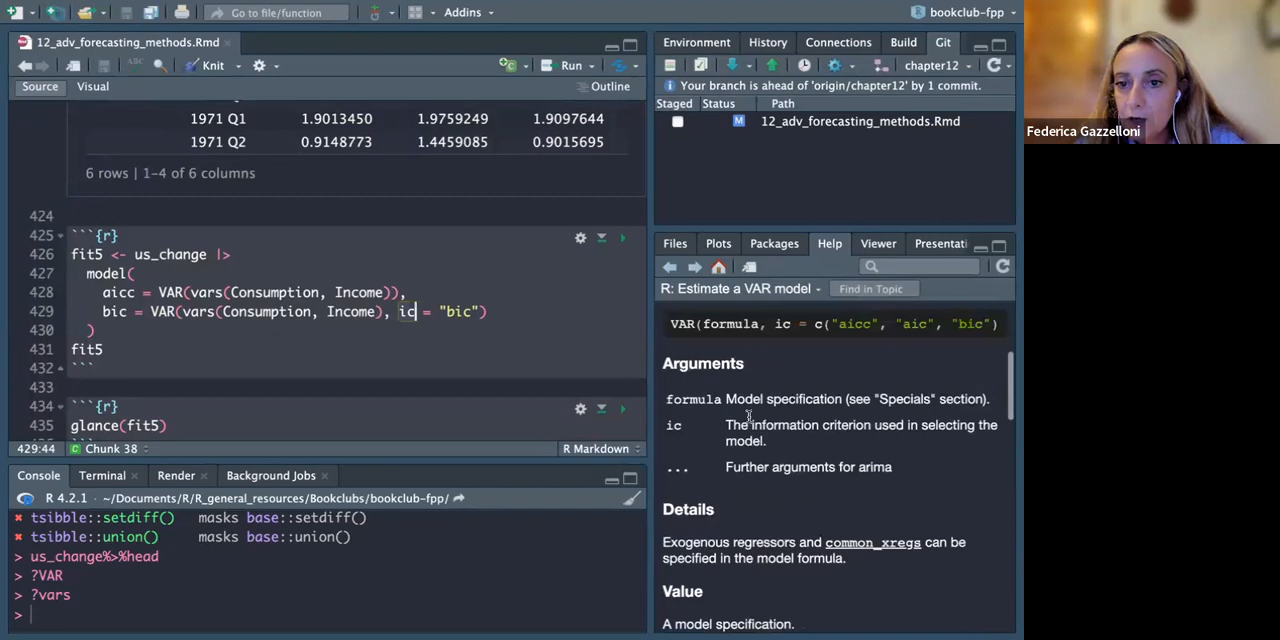 Go to file/function
Addins
bookclub-fpp
12_adv_forecasting_methods.Rmd
ABC
Knit
Run
Source
Visual
Outline
1971 Q1 1.9013450 1.9759249 1.9097644
1971 Q2 0.9148773 1.4459085 0.9015695
6 rows | 1-4 of 6 columns
424
425 ```{r}
426 fit5 <- us_change |>
427 model(
428 aicc = VAR(vars(Consumption, Income)),
429 bic = VAR(vars(Consumption, Income), ic = "bic")
430 )
431 fit5
432 ```
433
434 ```{r}
435 glance(fit5)
429:44 Chunk 38 R Markdown
Console Terminal Render Background Jobs
R 4.2.1 · ~/Documents/R/R_general_resources/Bookclubs/bookclub-fpp/
tsibble::setdiff() masks base::setdiff()
tsibble::union() masks base::union()
> us_change%>%head
> ?VAR
> ?vars
>
Environment History Connections Build Git
chapter12
Your branch is ahead of 'origin/chapter12' by 1 commit.
Staged Status Path
M 12_adv_forecasting_methods.Rmd
Files Plots Packages Help Viewer Presentati
R: Estimate a VAR model Find in Topic
VAR(formula, ic = c("aicc", "aic", "bic")
Arguments
formula Model specification (see "Specials" section).
ic The information criterion used in selecting the
model.
... Further arguments for arima
Details
Exogenous regressors and common_xregs can be
specified in the model formula.
Value
A model specification.
Federica Gazzelloni